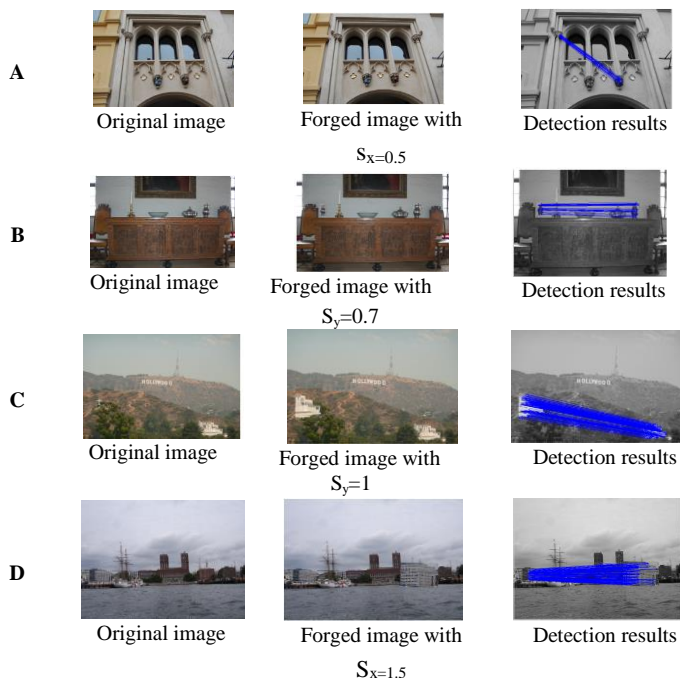 A
Original image
Forged image with
Detection results
Sx=0.5
B
Original image
Forged image with
Detection results
Sy=0.7
HOLLYWOOD
HOLLYWOOD
HOLLYWOOD
C
Original image
Forged image with
Detection results
Sy=1
D
Original image
Forged image with
Detection results
Sx=1.5